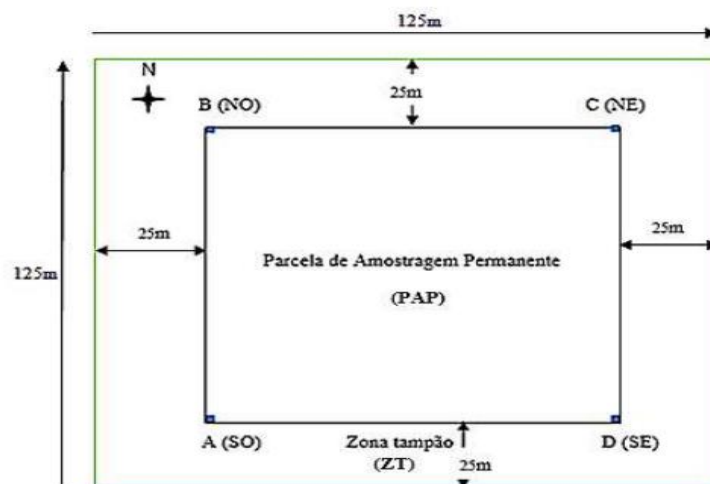 125m
N
B (NO)
25m
C (NE)
25m
25m
125m
Parcela de Amostragem Permanente
(PAP)
A (SO)
Zona tampão
(ZT)
25m
D (SE)